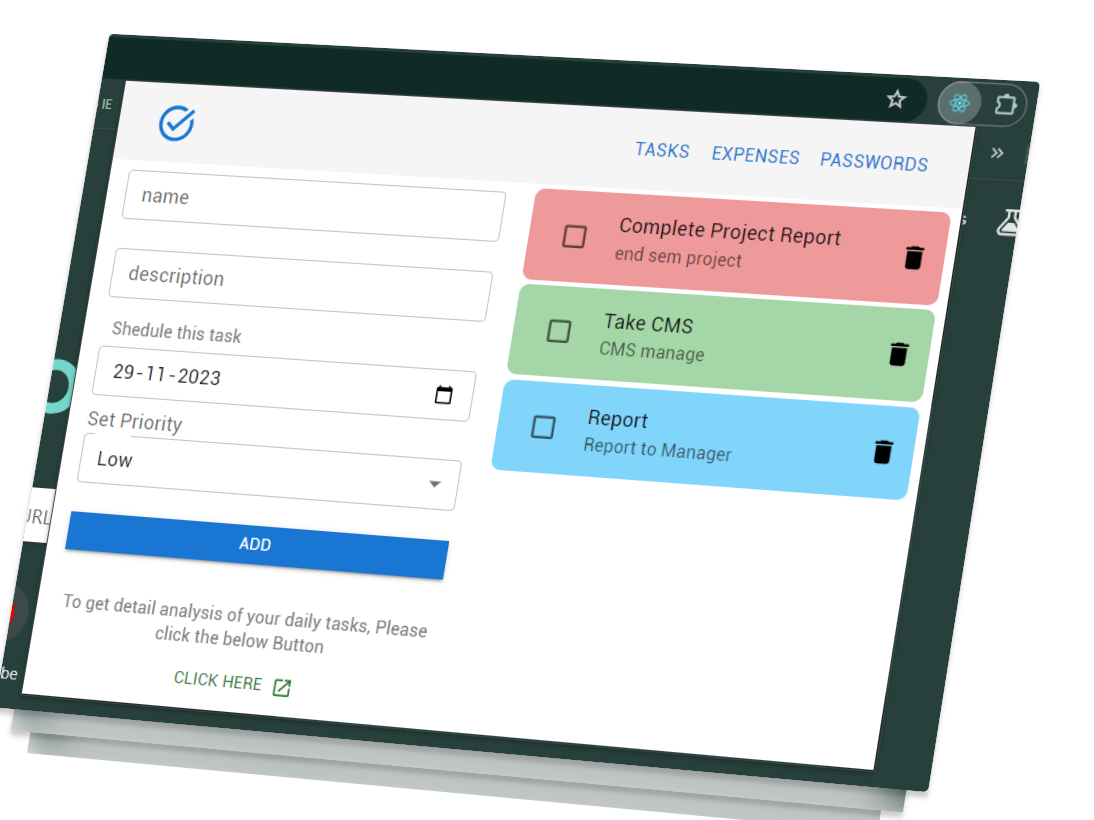 IE
TASKS EXPENSES PASSWORDS
name
description
Shedule this task
29-11-2023
Set Priority
Low
ADD
To get detail analysis of your daily tasks, Please
click the below Button
CLICK HERE
Complete Project Report
end sem project
Take CMS
CMS manage
Report
Report to Manager
URL
be
s